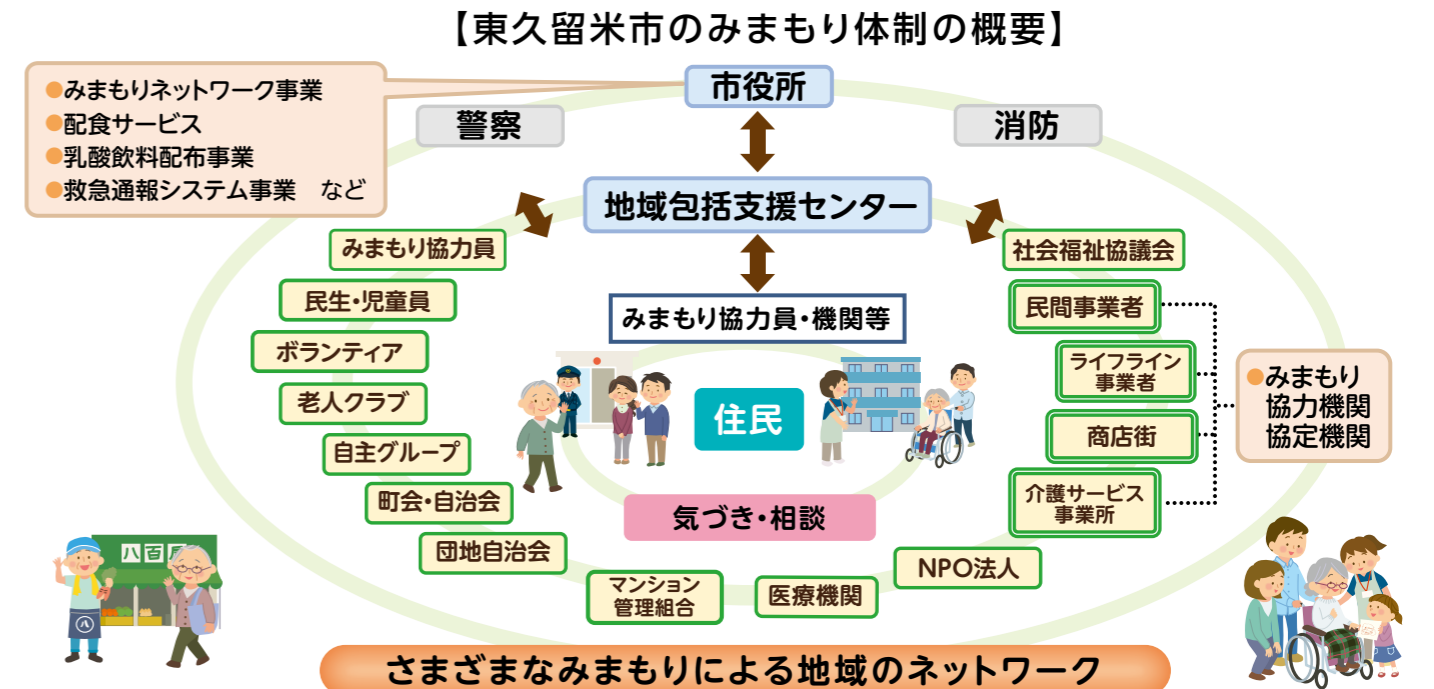 【東久留米市のみまもり体制の概要】
●みまもりネットワーク事業
●配食サービス
●乳酸飲料配布事業
●救急通報システム事業　など
市役所
警察
消防
地域包括支援センター
みまもり協力員・機関等
住民
気づき・相談
みまもり協力員
民生・児童員
ボランティア
老人クラブ
自主グループ
町会・自治会
団地自治会
マンション
管理組合
医療機関
NPO法人
社会福祉協議会
民間事業者
ライフライン
事業者
商店街
介護サービス
事業所
●みまもり
協力機関
協定機関
八百屋
八
さまざまなみまもりによる地域のネットワーク